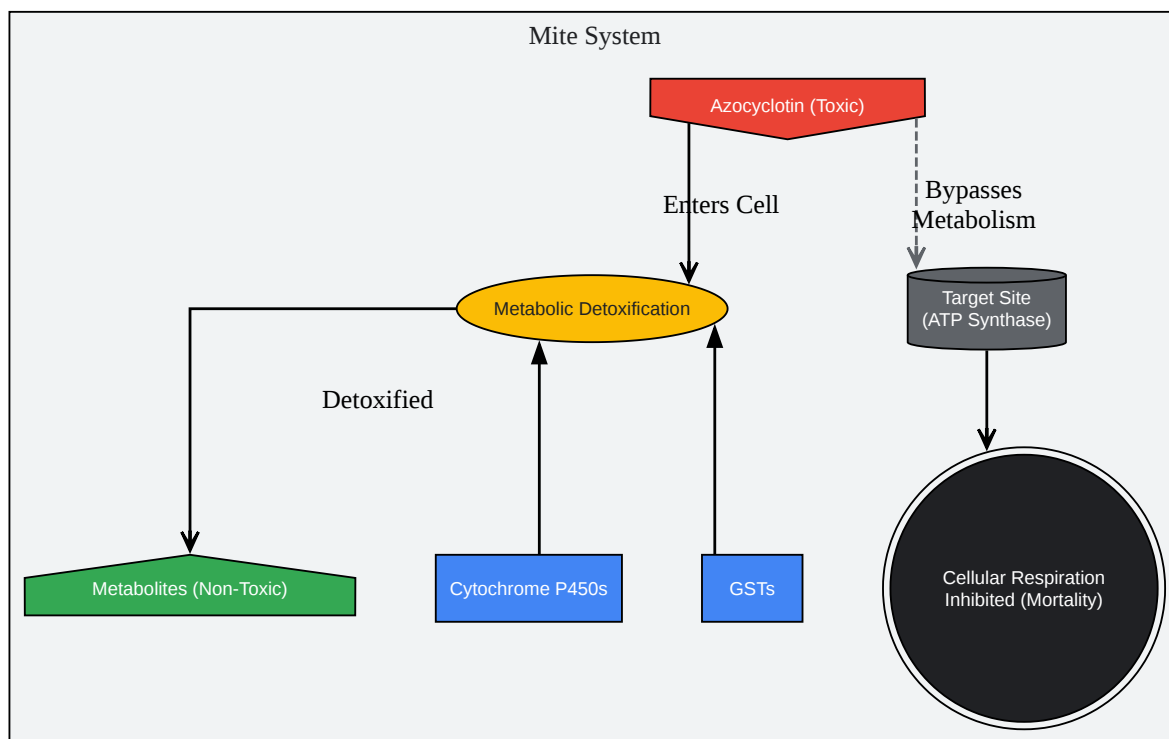 Mite System
Azocyclotin (Toxic)
Enters Cell
Bypasses
Metabolism
Metabolic Detoxification
Target Site
(ATP Synthase)
Detoxified
Metabolites (Non-Toxic)
Cytochrome P450s
GSTs
Cellular Respiration
Inhibited (Mortality)